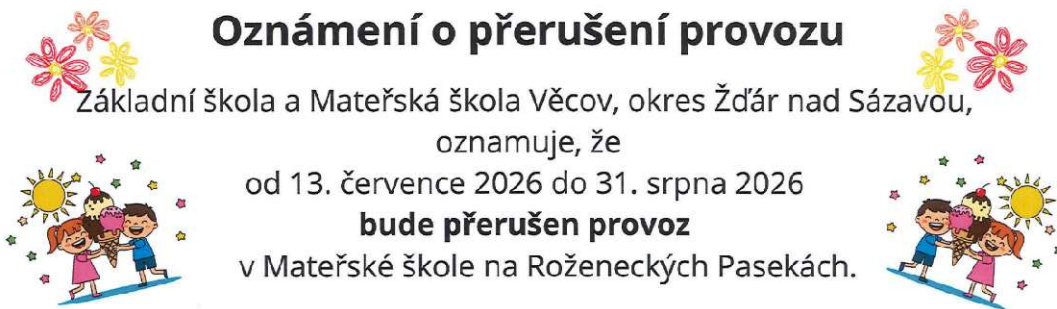 Oznámení o přerušení provozu
Základní škola a Mateřská škola Věcov, okres Žďár nad Sázavou,
oznamuje, že
od 13. července 2026 do 31. srpna 2026
bude přerušen provoz
v Mateřské škole na Roženeckých Pasekách.